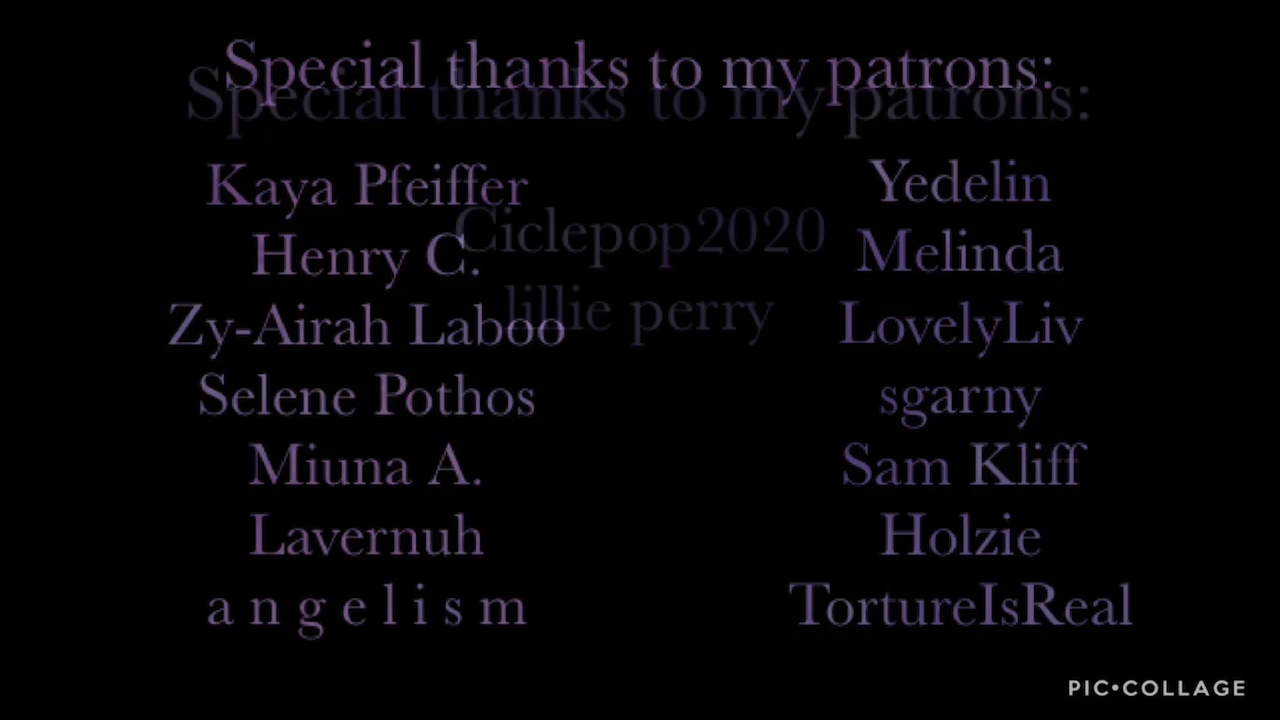 Special thanks to my patrons:
Special thanks to my patrons:
Kaya Pfeiffer
Henry C.
Zy-Airah Laboo
Selene Pothos
Miuna A.
Lavernuh
a n g e l i s m
Ciclepop2020
lillie perry
Yedelin
Melinda
LovelyLiv
sgarny
Sam Kliff
Holzie
TortureIsReal
PIC•COLLAGE